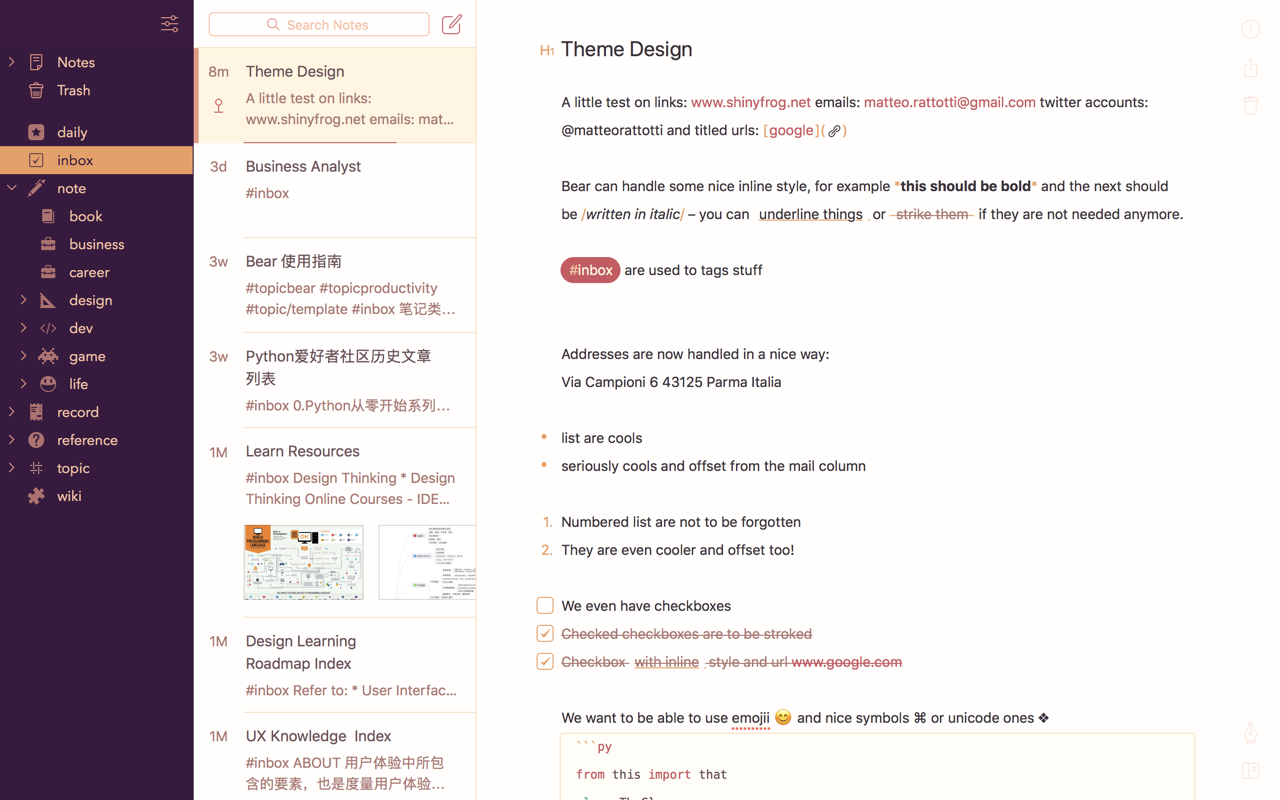 Notes
Trash
daily
inbox
note
book
business
career
design
dev
game
life
record
reference
topic
wiki
Search Notes
8m
Theme Design
A little test on links:
www.shinyfrog.net emails: mat...
3d
Business Analyst
#inbox
3w
Bear 使用指南
#topicbear #topicproductivity
#topic/template #inbox 笔记类...
3w
Python爱好者社区历史文章
列表
#inbox 0.Python从零开始系列...
1M
Learn Resources
#inbox Design Thinking * Design
Thinking Online Courses - IDE...
1M
Design Learning
Roadmap Index
#inbox Refer to: * User Interfac...
1M
UX Knowledge  Index
#inbox ABOUT 用户体验中所包
含的要素，也是度量用户体验...
H1 Theme Design
A little test on links: www.shinyfrog.net emails: matteo.rattotti@gmail.com twitter accounts:
@matteorattotti and titled urls: [google]( )
Bear can handle some nice inline style, for example *this should be bold* and the next should
be /written in italic/ – you can underline things or -strike them- if they are not needed anymore.
#inbox are used to tags stuff
Addresses are now handled in a nice way:
Via Campioni 6 43125 Parma Italia
• list are cools
• seriously cools and offset from the mail column
1. Numbered list are not to be forgotten
2. They are even cooler and offset too!
We even have checkboxes
Checked checkboxes are to be stroked
Checkbox with inline style and url www.google.com
We want to be able to use emojii 😊 and nice symbols ⌘ or unicode ones ❖
```py
from this import that